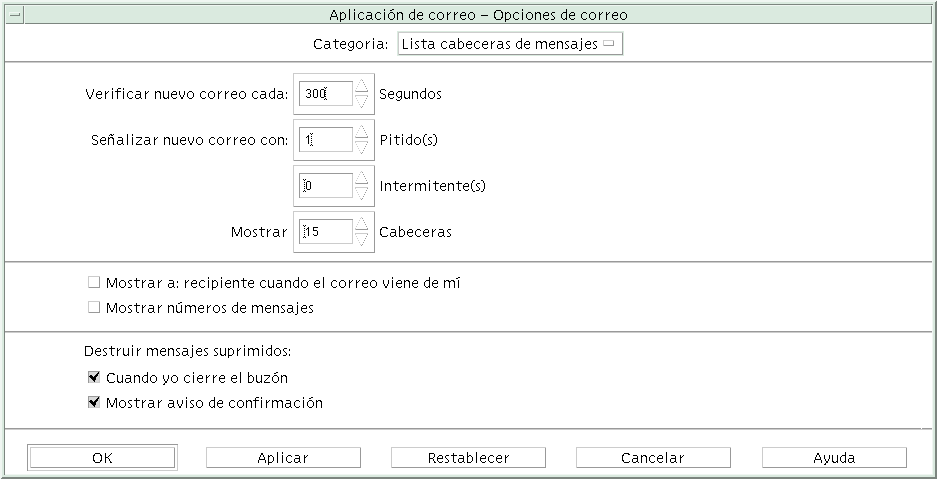 Aplicación de correo – Opciones de correo
Categoria: Lista cabeceras de mensajes
Verificar nuevo correo cada: 300 Segundos
Señalizar nuevo correo con: 1 Pitido(s)
0 Intermitente(s)
Mostrar 15 Cabeceras
Mostrar a: recipiente cuando el correo viene de mí
Mostrar números de mensajes
Destruir mensajes suprimidos:
Cuando yo cierre el buzón
Mostrar aviso de confirmación
OK Aplicar Restablecer Cancelar Ayuda